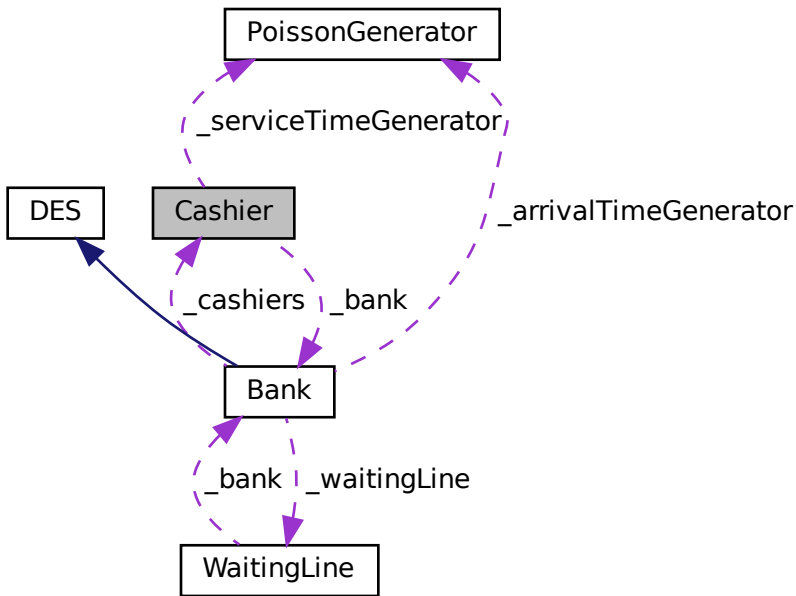 PoissonGenerator
_serviceTimeGenerator
DES
Cashier
_arrivalTimeGenerator
_cashiers
_bank
Bank
_bank
_waitingLine
WaitingLine